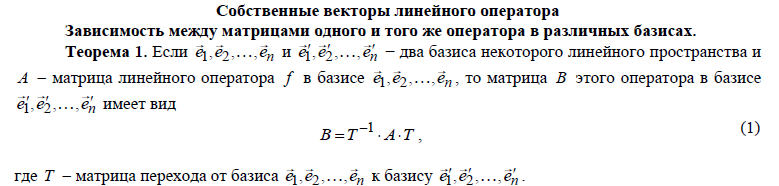 Собственные векторы линейного оператора
Зависимость между матрицами одного и того же оператора в различных базисах.
Теорема 1. Если e⃗₁, e⃗₂, …, e⃗ₙ и e⃗₁′, e⃗₂′, …, e⃗ₙ′ − два базиса некоторого линейного пространства и
A − матрица линейного оператора f в базисе e⃗₁, e⃗₂, …, e⃗ₙ, то матрица B этого оператора в базисе
e⃗₁′, e⃗₂′, …, e⃗ₙ′ имеет вид
B = T⁻¹ · A · T , (1)
где T − матрица перехода от базиса e⃗₁, e⃗₂, …, e⃗ₙ к базису e⃗₁′, e⃗₂′, …, e⃗ₙ′.